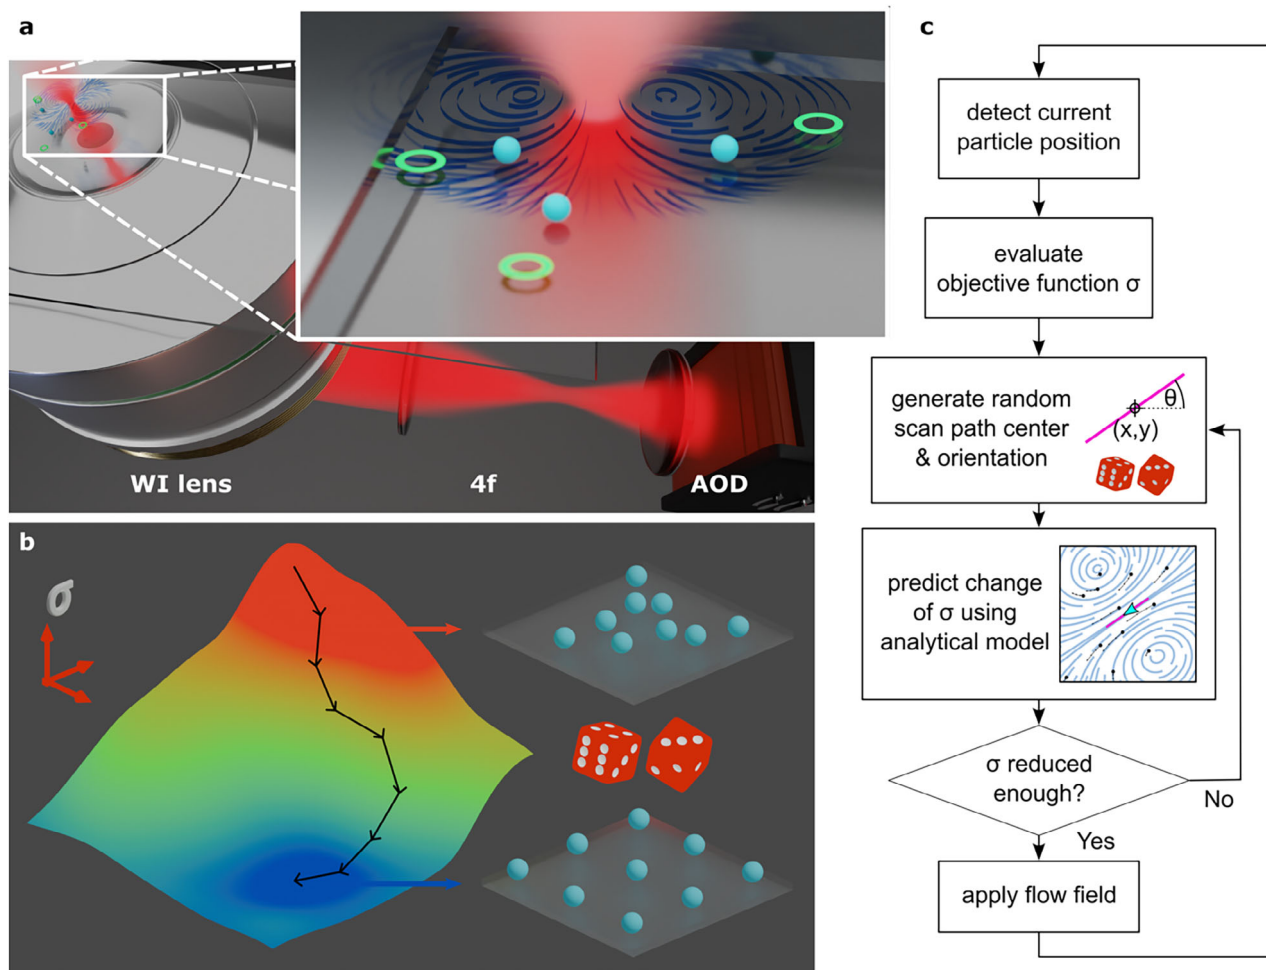 a
WI lens
4f
AOD
b
σ
c
detect current
particle position
evaluate
objective function σ
generate random
scan path center
& orientation
θ
(x,y)
predict change
of σ using
analytical model
σ reduced
enough?
No
Yes
apply flow field